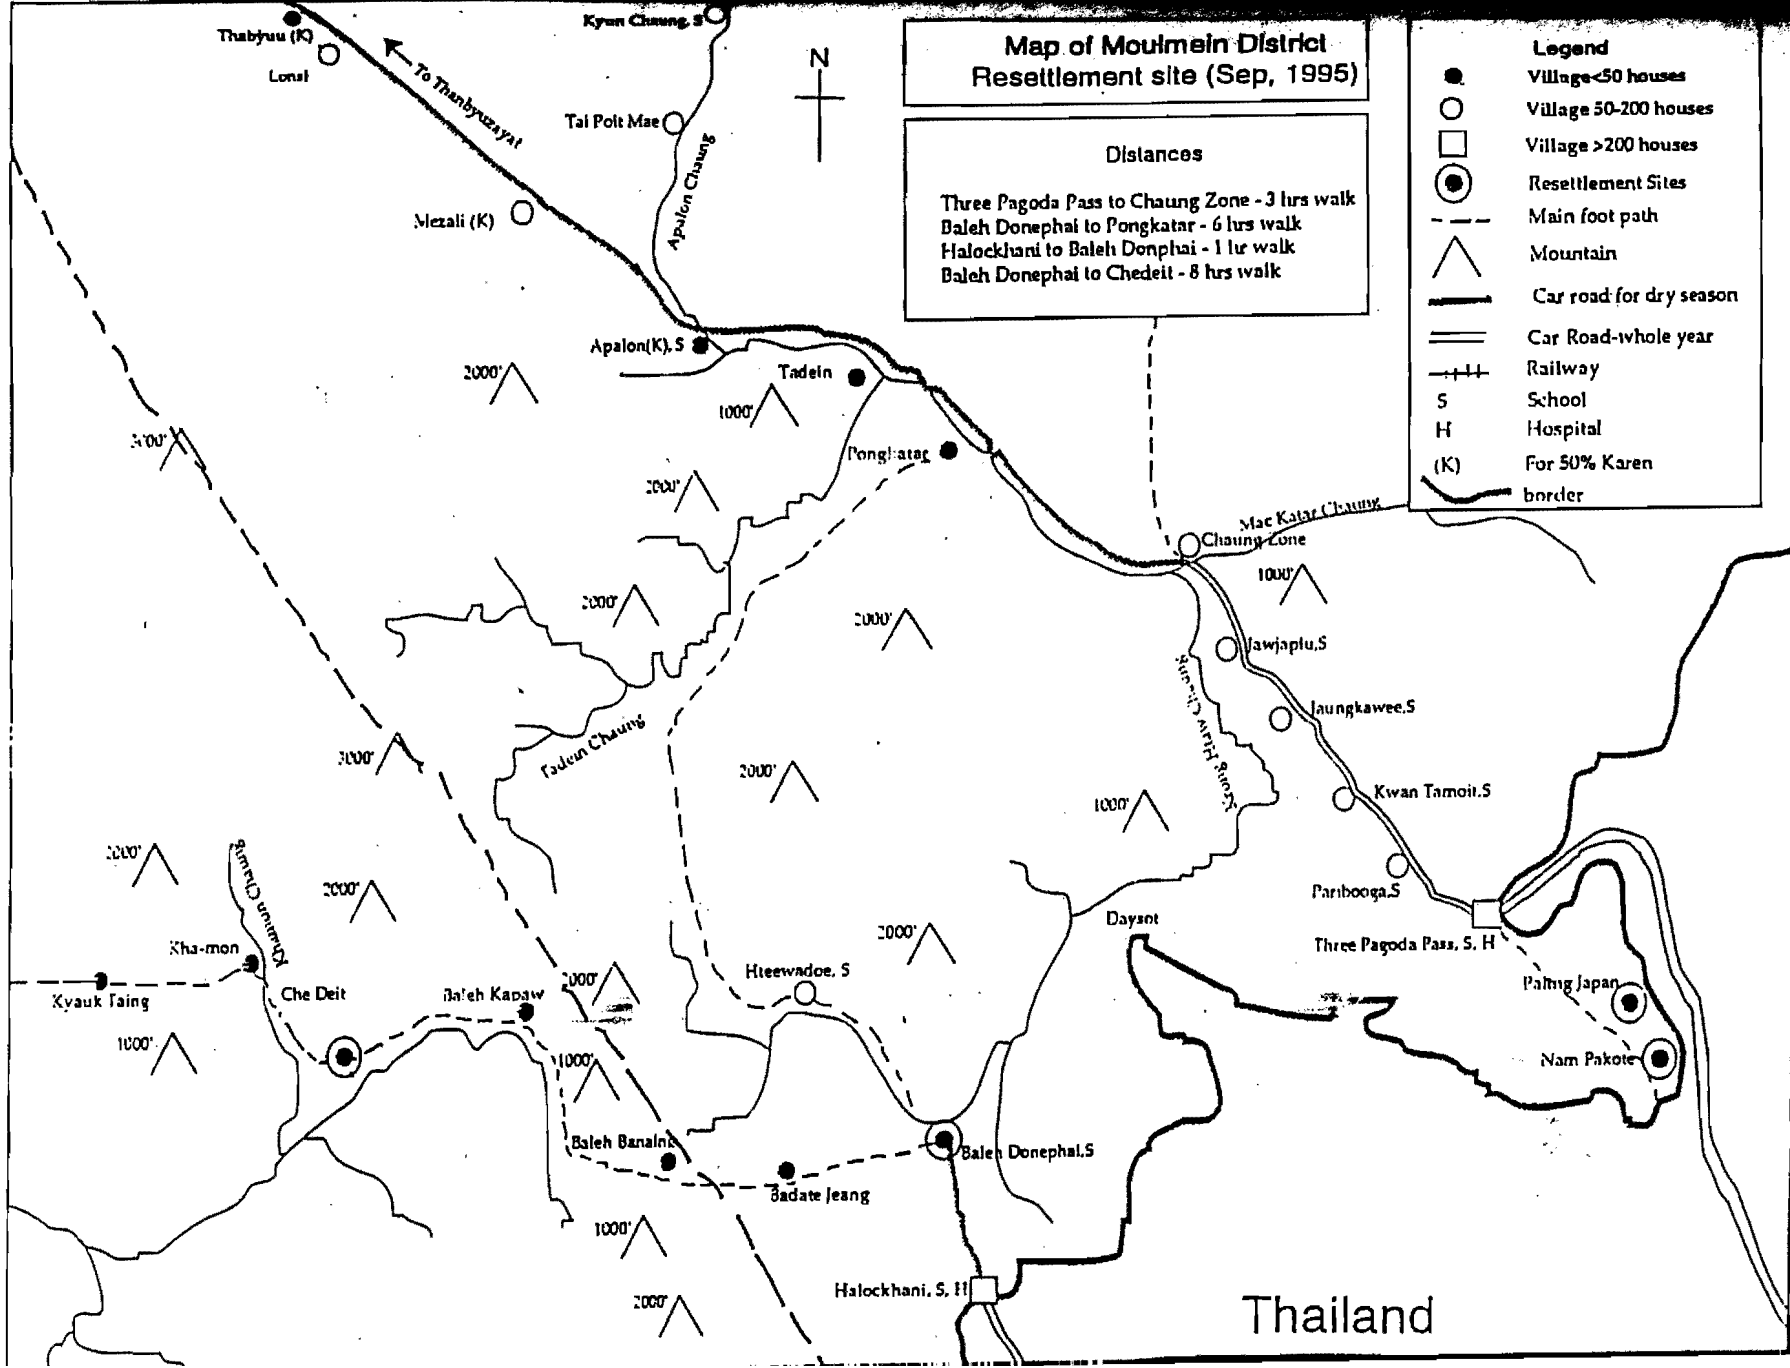 Map of Moulmein District
Resettlement site (Sep, 1995)
Distances
Three Pagoda Pass to Chaung Zone - 3 hrs walk
Baleh Donephai to Pongkatar - 6 hrs walk
Halockhani to Baleh Donphai - 1 hr walk
Baleh Donephai to Chedeit - 8 hrs walk
Legend
Village<50 houses
Village 50-200 houses
Village >200 houses
Resettlement Sites
Main foot path
Mountain
Car road for dry season
Car Road-whole year
Railway
S School
H Hospital
(K) For 50% Karen
border
N
Thabyuu (K)
Lonsi
To Thanbyuzayat
Kyun Chaung, S
Tai Poit Mae
Apalon Chaung
Mezali (K)
Apalon(K), S
Tadein
2000'
1000'
Pongkatar
2000'
3000'
Mae Katar Chaung
Chaung Zone
1000'
2000'
2000'
Jawjaplu,S
Jaungkawee,S
Tadein Chaung
3000'
2000'
1000'
Kwan Tamoit,S
Paribooga,S
2000'
2000'
Khamun Chaung
Daysot
Three Pagoda Pass, S, H
Kha-mon
2000'
Kyauk Taing
Che Deit
Baleh Kapaw
2000'
Hteewadoe, S
Paling Japan
Nam Pakote
1000'
1000'
Baleh Banaing
Badate Jeang
Baleh Donephai,S
1000'
2000'
Halockhani, S, H
Thailand